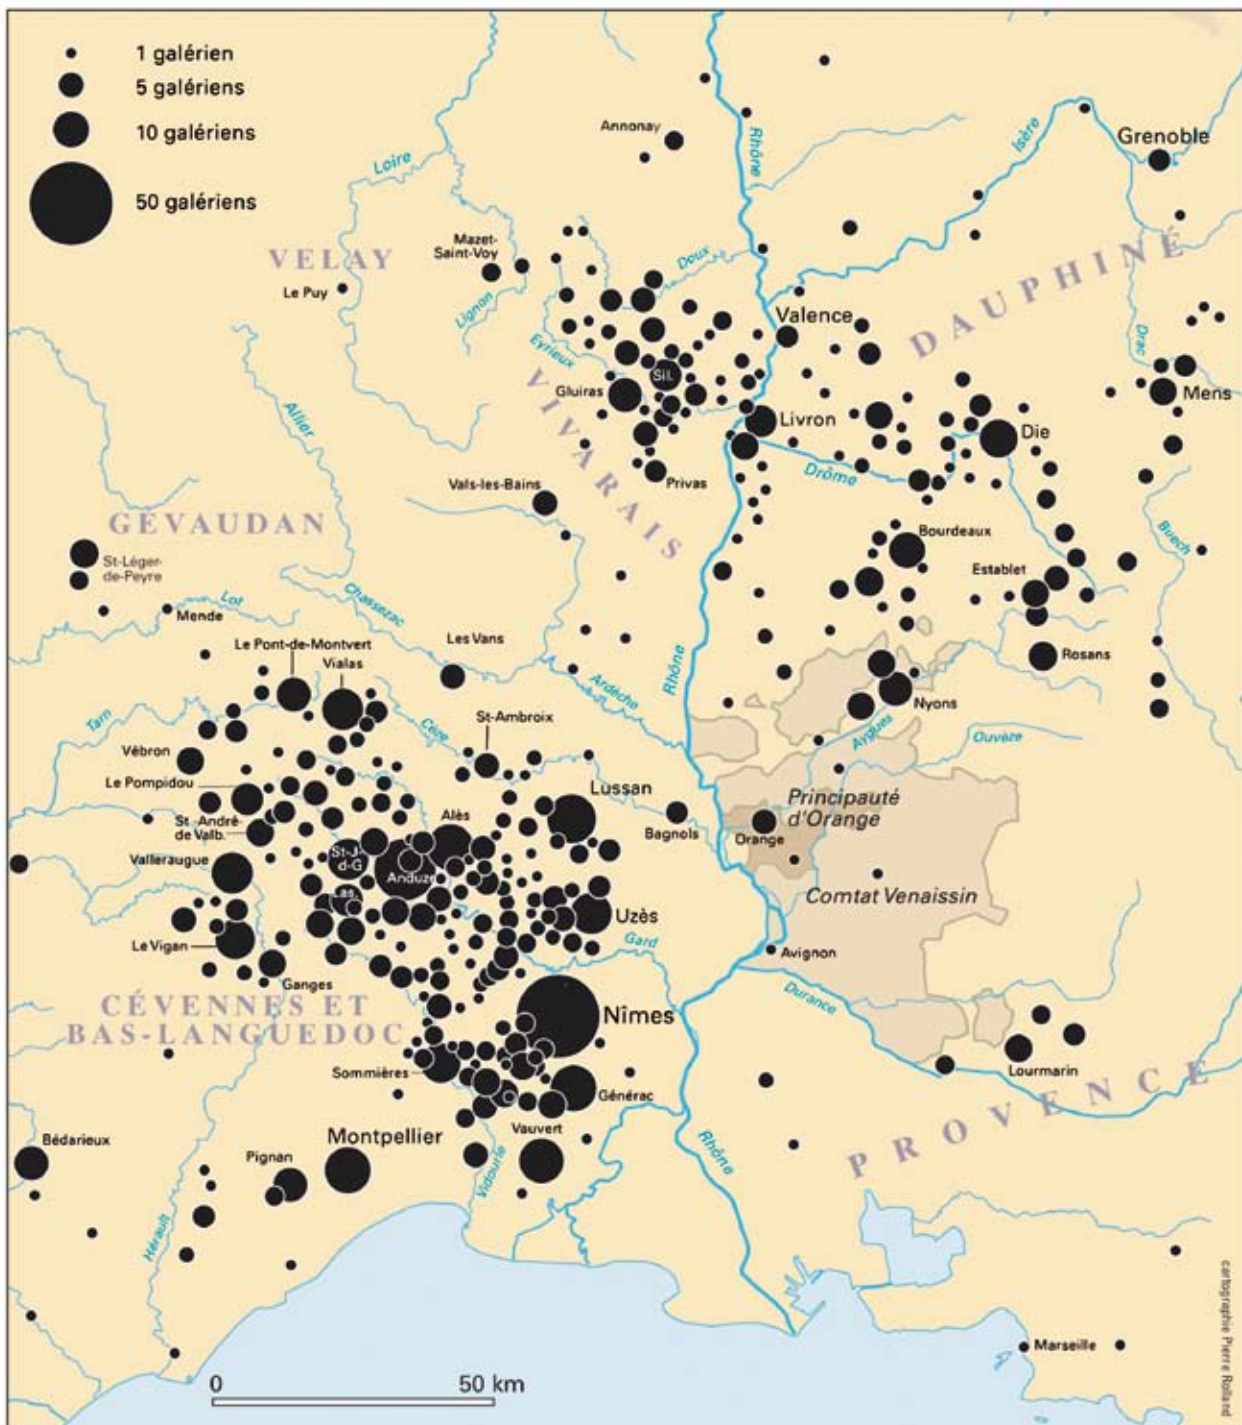 1 galérien
5 galériens
10 galériens
50 galériens
Annonay
Rhône
Isère
Grenoble
Loire
VELAY
Mazet-
Saint-Voy
Le Puy
Lignon
Doux
DAUPHINÉ
Drac
Valence
Eyrieux
Sil.
Gluiras
Mens
VIVARAIS
Livron
Die
Allier
Drôme
Privas
Vals-les-Bains
GÉVAUDAN
Bourdeaux
Buech
St-Léger-
de-Peyre
Establet
Chassezac
Lot
Mende
Le Pont-de-Montvert
Vialas
Les Vans
Rosans
Ardèche
Rhône
Nyons
Tarn
Cèze
St-Ambroix
Aygues
Ouvèze
Vébron
Le Pompidou
Lussan
Principauté
d'Orange
St-André-
de Valb.
Alès
Bagnols
Orange
Valleraugue
St-J-
d-G
Anduze
Las.
Comtat Venaissin
Uzès
Le Vigan
Gard
Avignon
Ganges
Durance
CÉVENNES ET
BAS-LANGUEDOC
Nîmes
Sommières
Lourmarin
Générac
PROVENCE
Bédarieux
Montpellier
Vauvert
Pignan
Vidourle
Rhône
Hérault
Marseille
0 50 km
cartographie Pierre Rolland